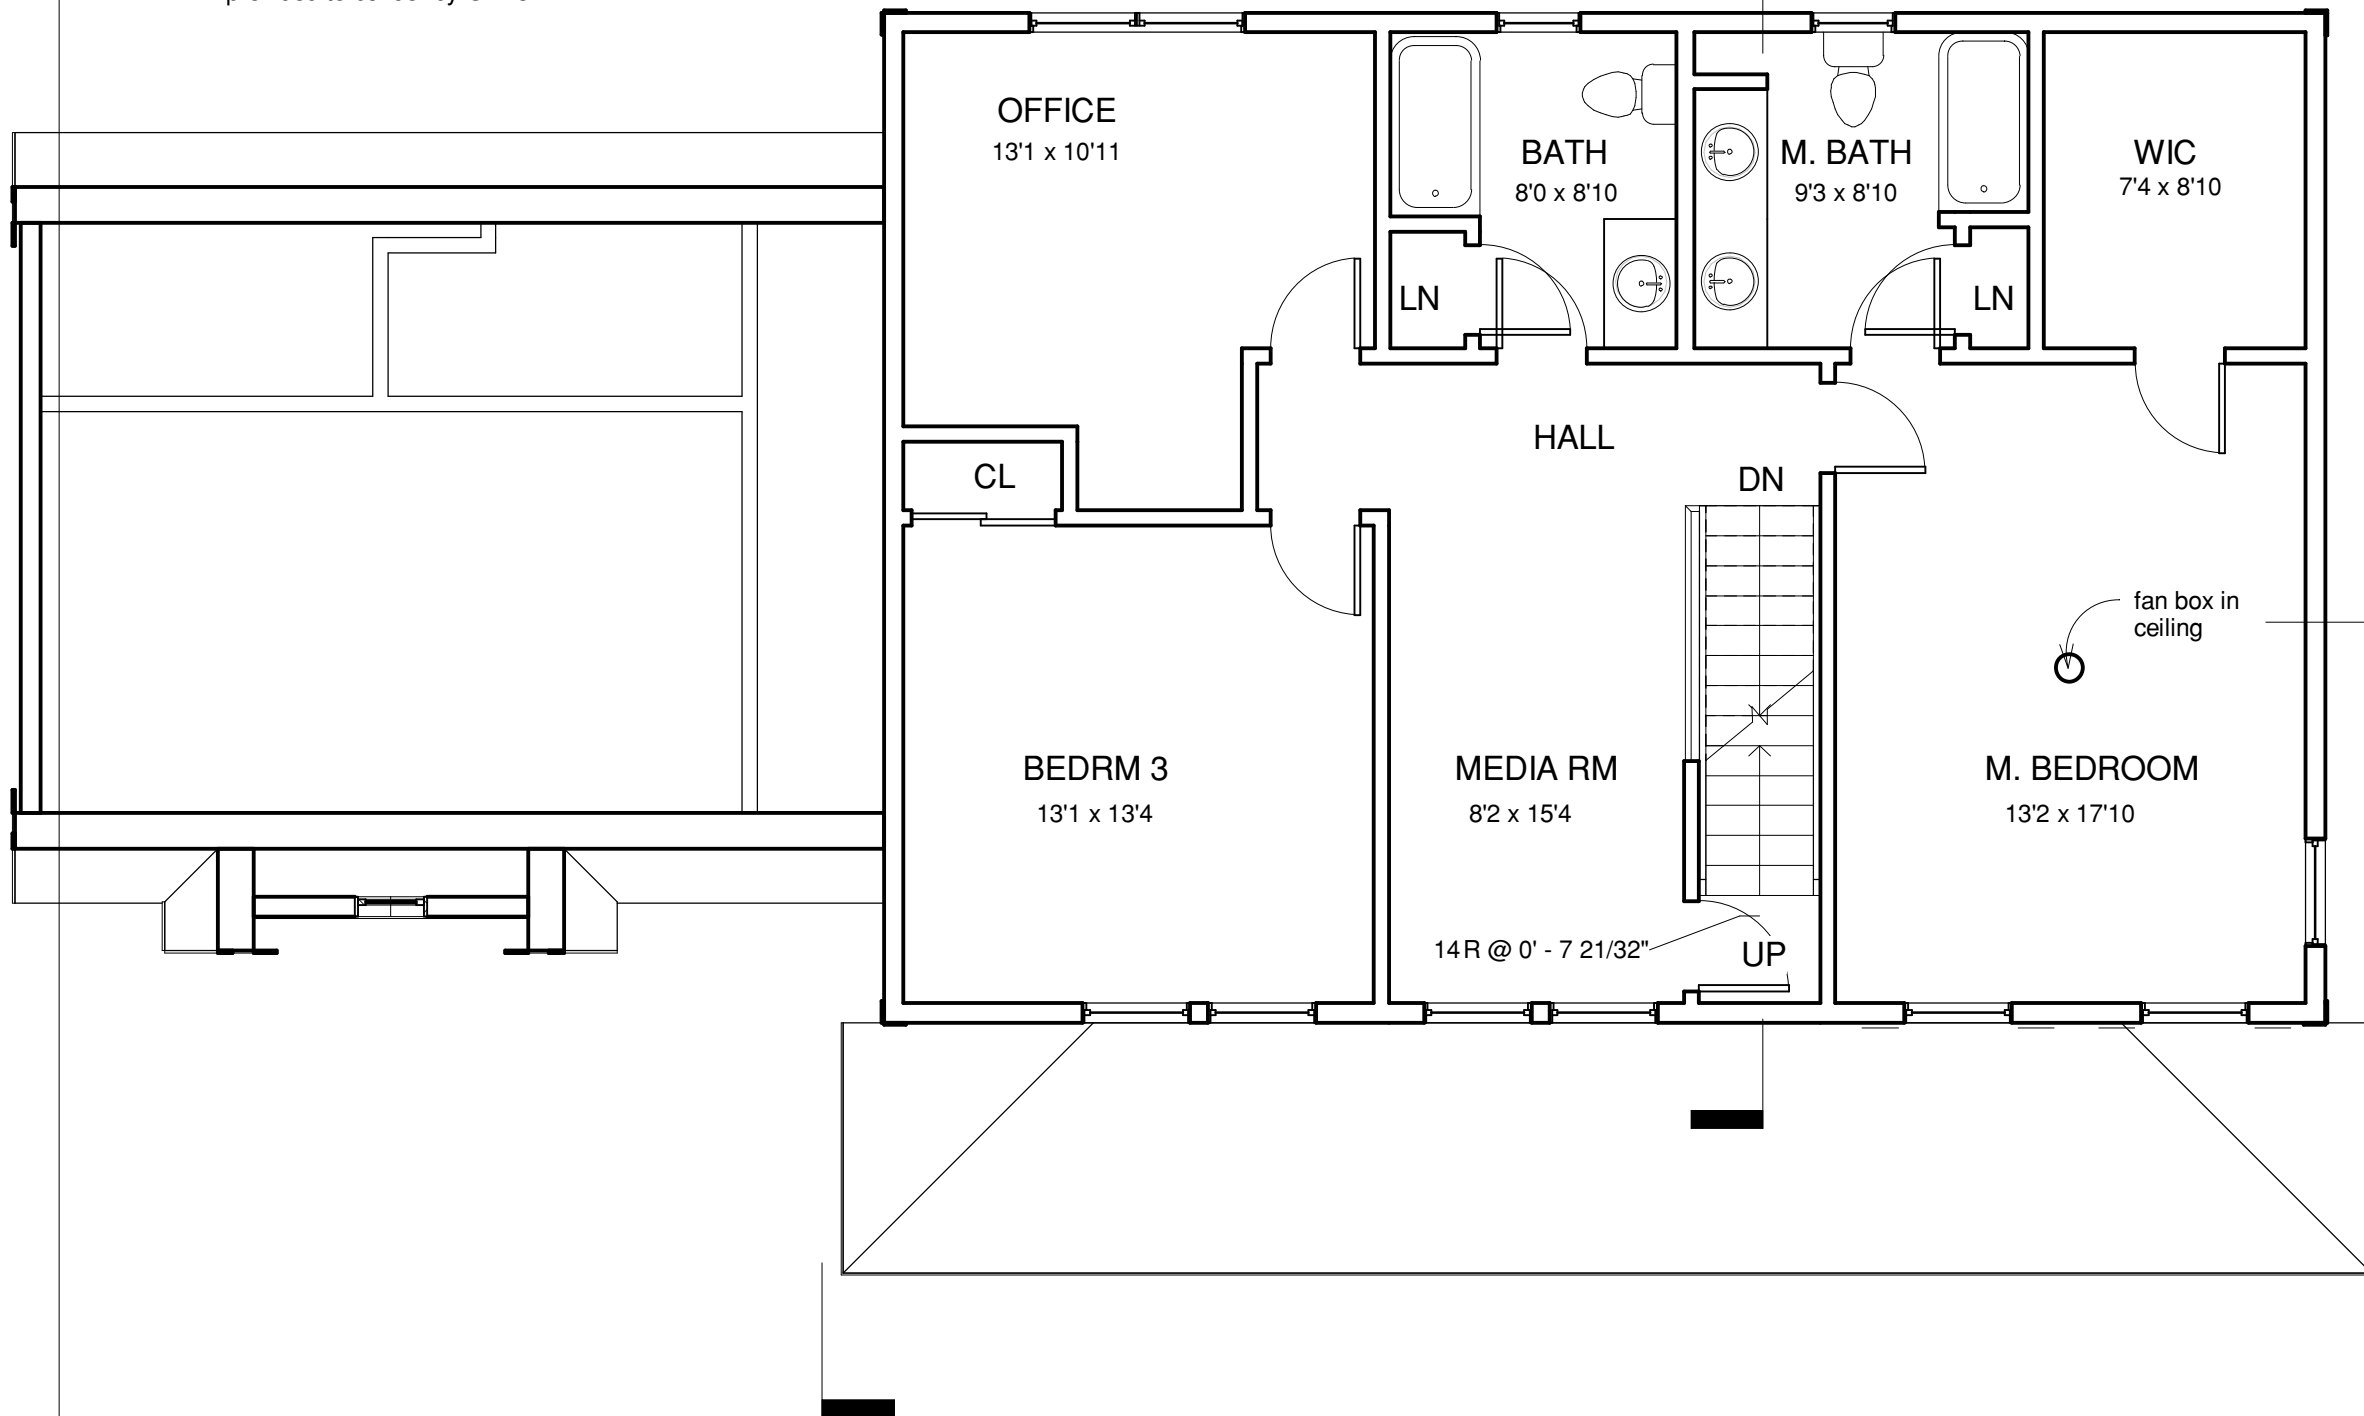 OFFICE
13'1 x 10'11
BATH
8'0 x 8'10
M. BATH
9'3 x 8'10
WIC
7'4 x 8'10
LN
LN
HALL
CL
DN
fan box in
ceiling
BEDRM 3
13'1 x 13'4
MEDIA RM
8'2 x 15'4
M. BEDROOM
13'2 x 17'10
14R @ 0' - 7 21/32"
UP